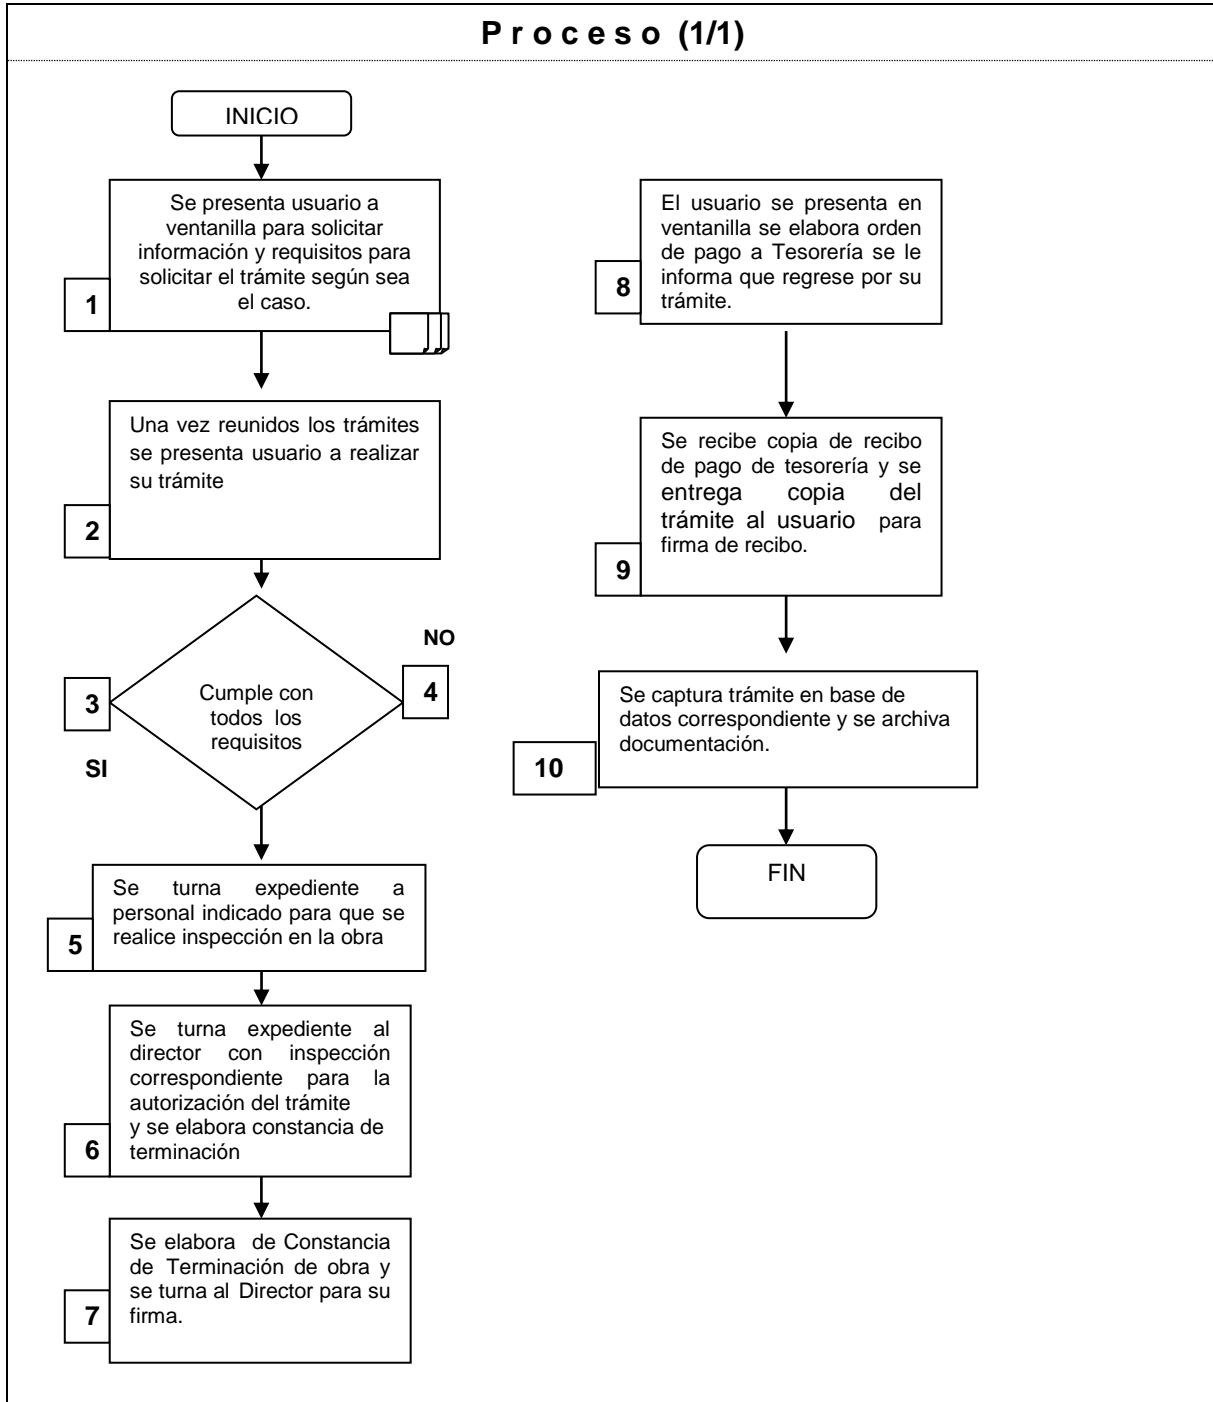 P r o c e s o (1/1)
INICIO
Se presenta usuario a
ventanilla para solicitar
información y requisitos para
solicitar el trámite según sea
el caso.
1
Una vez reunidos los trámites
se presenta usuario a realizar
su trámite
2
NO
4
3
Cumple con
todos los
requisitos
SI
Se turna expediente a
personal indicado para que se
realice inspección en la obra
5
Se turna expediente al
director con inspección
correspondiente para la
autorización del trámite
y se elabora constancia de
terminación
6
Se elabora de Constancia
de Terminación de obra y
se turna al Director para su
firma.
7
El usuario se presenta en
ventanilla se elabora orden
de pago a Tesorería se le
informa que regrese por su
trámite.
8
Se recibe copia de recibo
de pago de tesorería y se
entrega copia del
trámite al usuario para
firma de recibo.
9
Se captura trámite en base de
datos correspondiente y se archiva
documentación.
10
FIN